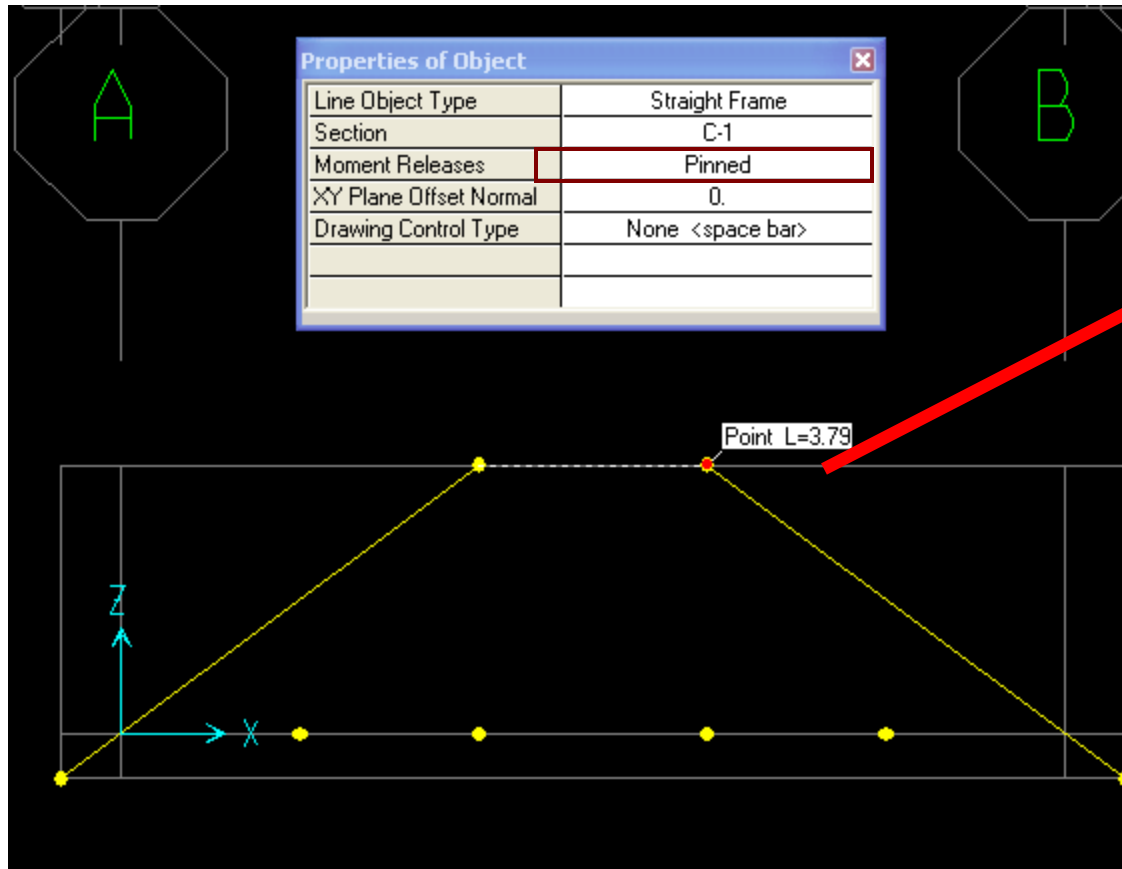 A
B
Properties of Object
Line Object Type Straight Frame
Section C-1
Moment Releases Pinned
XY Plane Offset Normal 0.
Drawing Control Type None <space bar>
Point L=3.79
Z
X